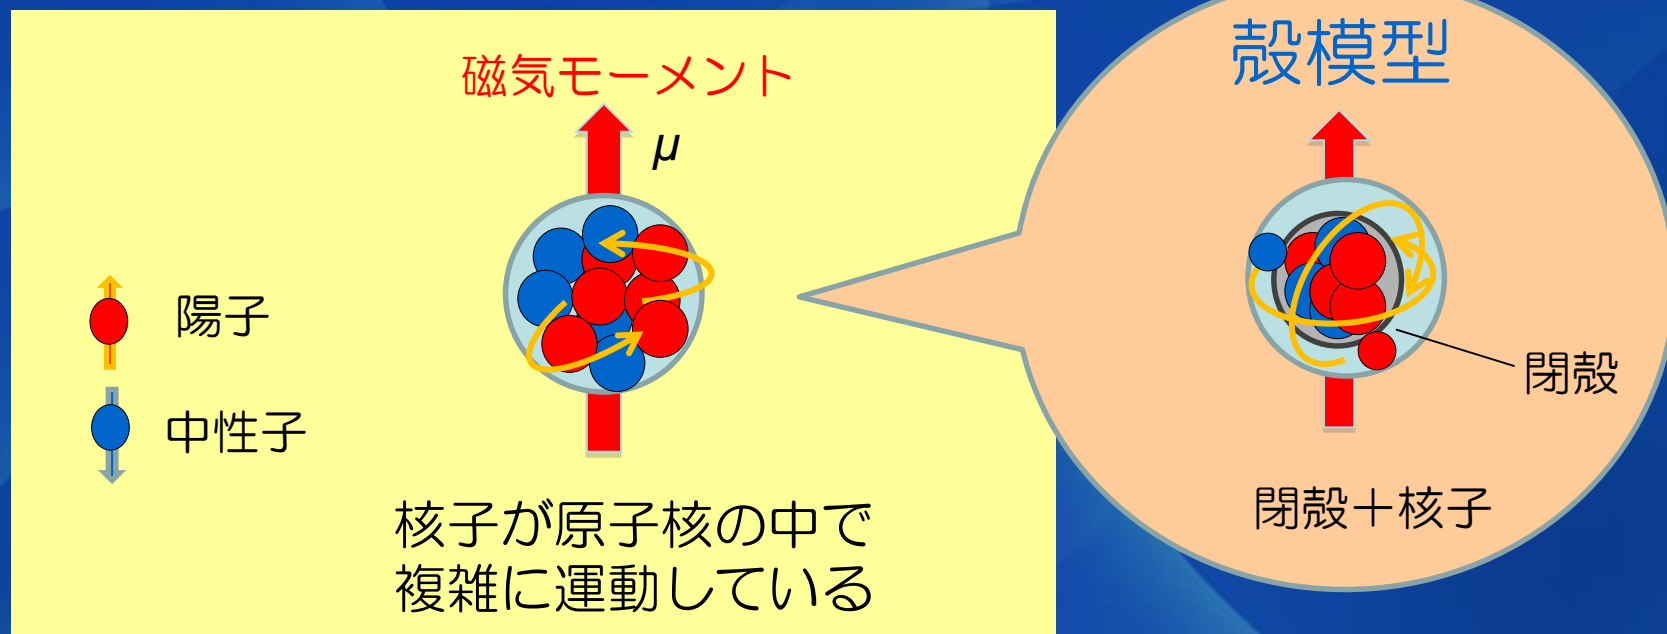 磁気モーメント
μ
陽子
中性子
核子が原子核の中で
複雑に運動している
殻模型
閉殻
閉殻+核子